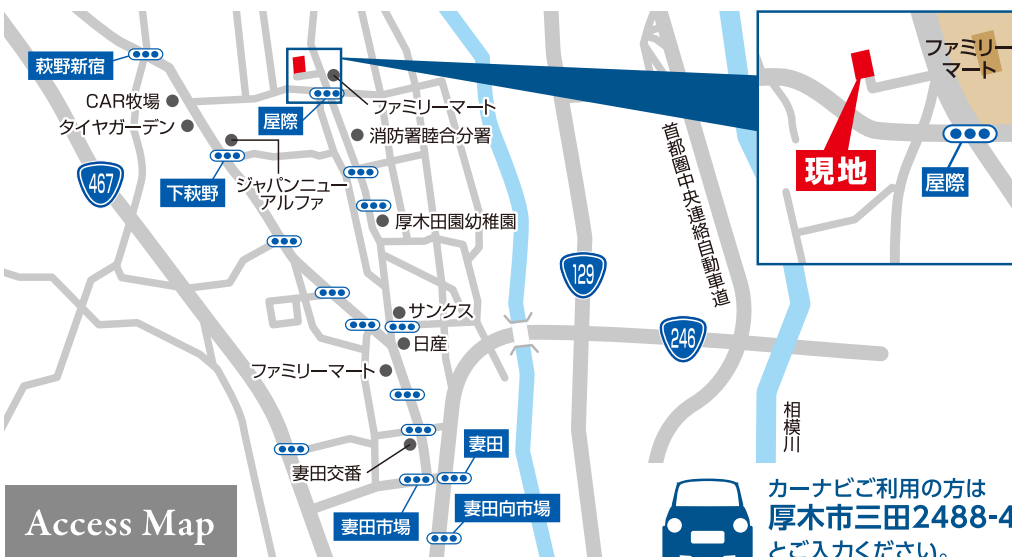 荻野新宿
CAR牧場
タイヤガーデン
467
下荻野
ジャパンニュー
アルファ
屋際
ファミリーマート
消防署睦合分署
厚木田園幼稚園
サンクス
日産
ファミリーマート
妻田交番
妻田市場
妻田
妻田向市場
129
246
首都圏中央連絡自動車道
相模川
ファミリー
マート
現地
屋際
Access Map
カーナビご利用の方は
厚木市三田2488-4
とご入力ください。